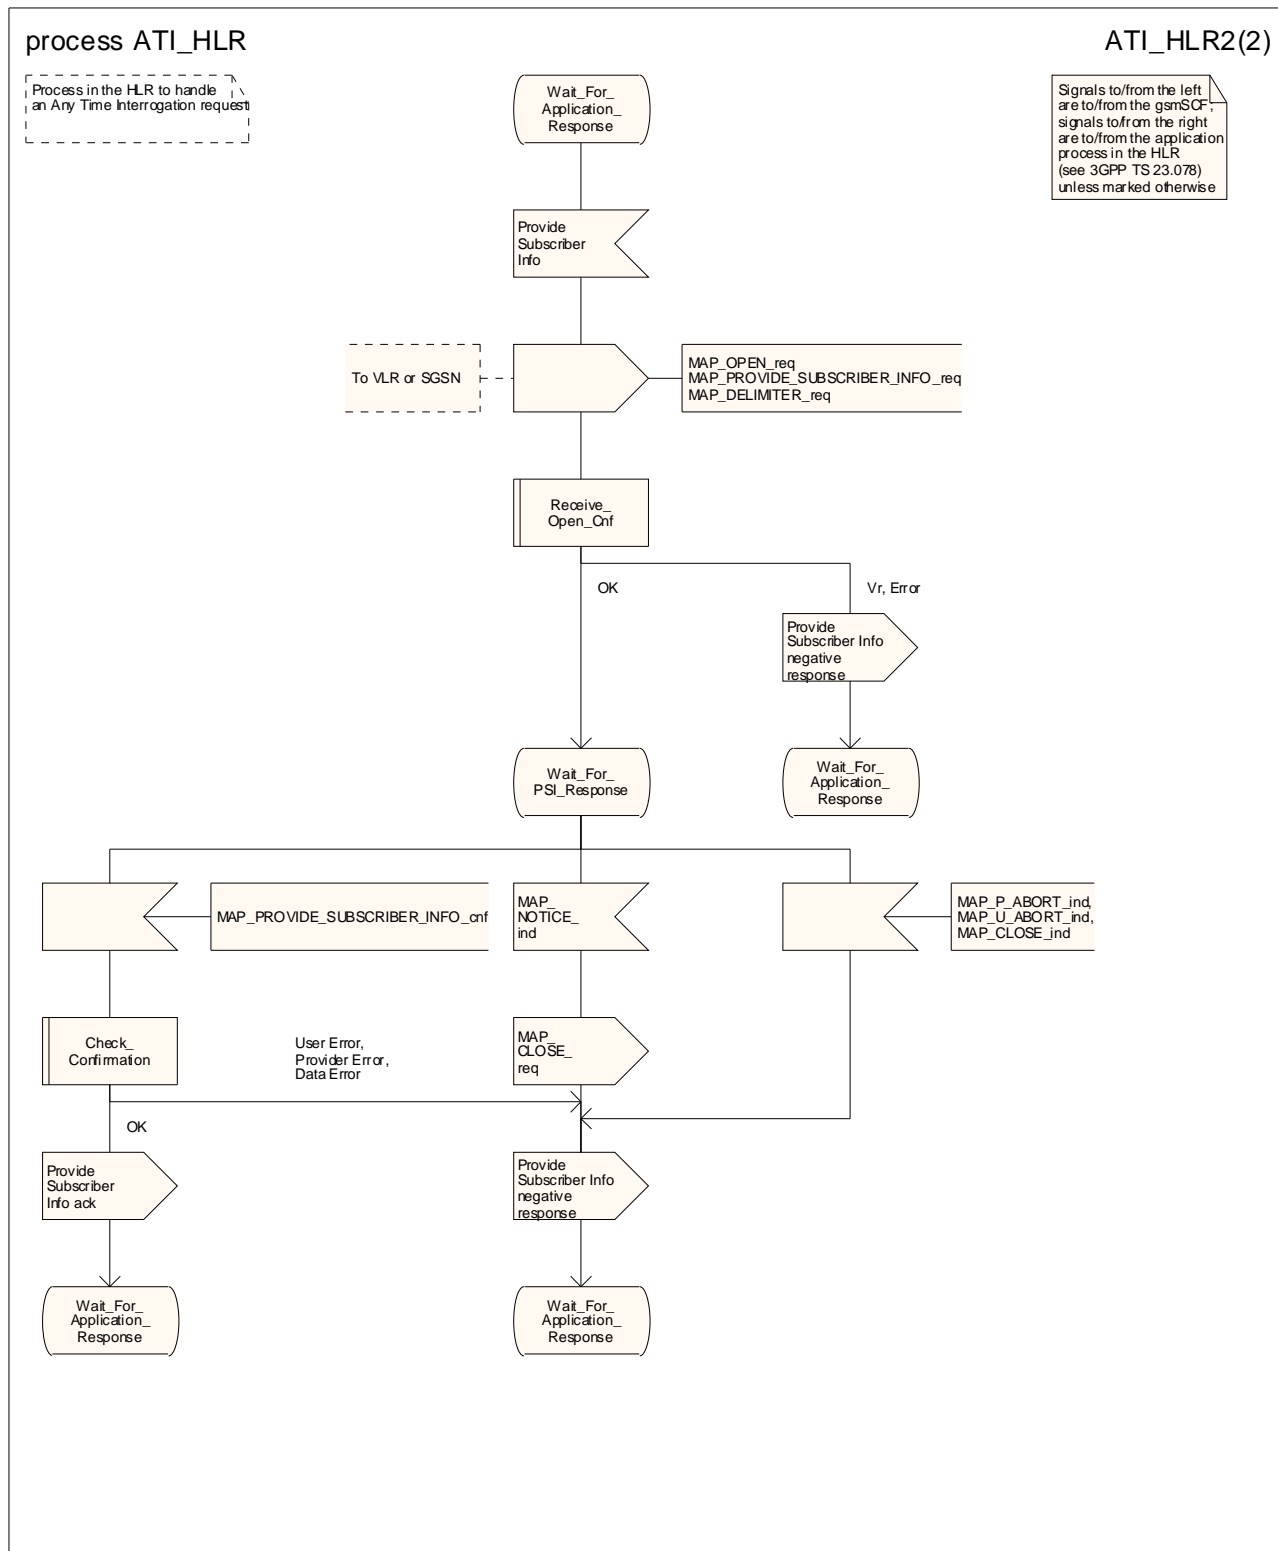 process ATI_HLR
ATI_HLR2(2)
Process in the HLR to handle
an Any Time Interrogation request
Wait_For_
Application_
Response
Signals to/from the left
are to/from the gsmSCF;
signals to/from the right
are to/from the application
process in the HLR
(see 3GPP TS 23.078)
unless marked otherwise
Provide
Subscriber
Info
To VLR or SGSN
MAP_OPEN_req
MAP_PROVIDE_SUBSCRIBER_INFO_req
MAP_DELIMITER_req
Receive_
Open_Cnf
OK
Vr, Error
Provide
Subscriber Info
negative
response
Wait_For_
PSI_Response
Wait_For_
Application_
Response
MAP_PROVIDE_SUBSCRIBER_INFO_cnf
MAP_
NOTICE_
ind
MAP_P_ABORT_ind,
MAP_U_ABORT_ind,
MAP_CLOSE_ind
Check_
Confirmation
User Error,
Provider Error,
Data Error
MAP_
CLOSE_
req
OK
Provide
Subscriber
Info ack
Provide
Subscriber Info
negative
response
Wait_For_
Application_
Response
Wait_For_
Application_
Response